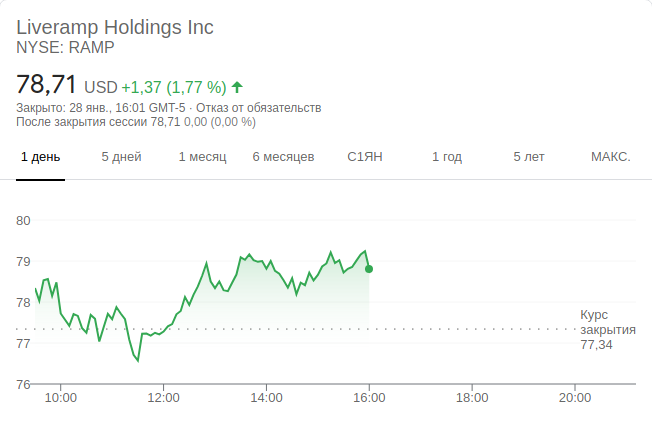 Liveramp Holdings Inc
NYSE: RAMP
78,71 USD +1,37 (1,77 %)
Закрыто: 28 янв., 16:01 GMT-5 · Отказ от обязательств
После закрытия сессии 78,71 0,00 (0,00 %)
1 день 5 дней 1 месяц 6 месяцев С1ЯН 1 год 5 лет МАКС.
80
79
78
Курс
закрытия
77,34
77
76
10:00 12:00 14:00 16:00 18:00 20:00